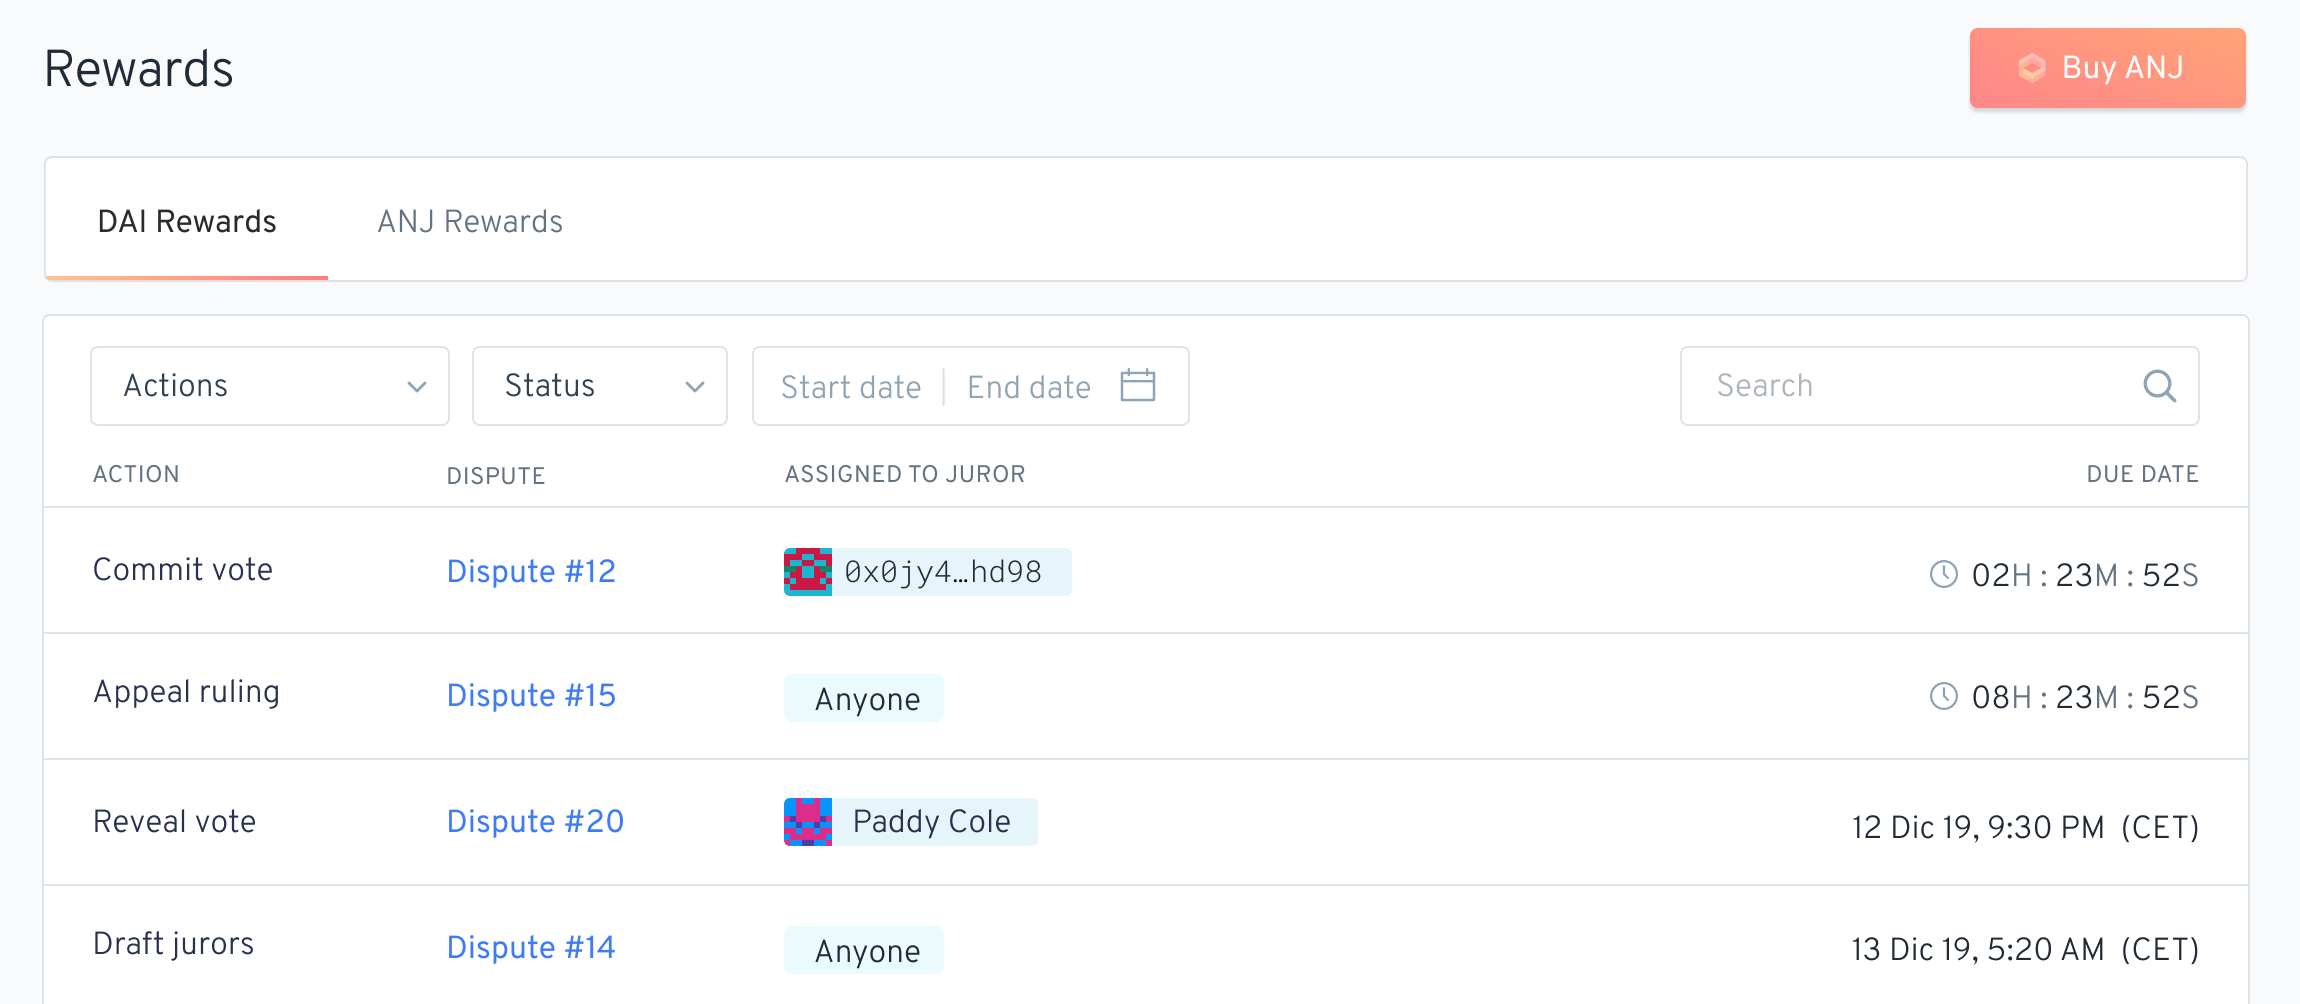 Rewards
Buy ANJ
DAI Rewards ANJ Rewards
Actions Status Start date End date Search
ACTION DISPUTE ASSIGNED TO JUROR DUE DATE
Commit vote Dispute #12 0x0jy4…hd98 02H : 23M : 52S
Appeal ruling Dispute #15 Anyone 08H : 23M : 52S
Reveal vote Dispute #20 Paddy Cole 12 Dic 19, 9:30 PM (CET)
Draft jurors Dispute #14 Anyone 13 Dic 19, 5:20 AM (CET)